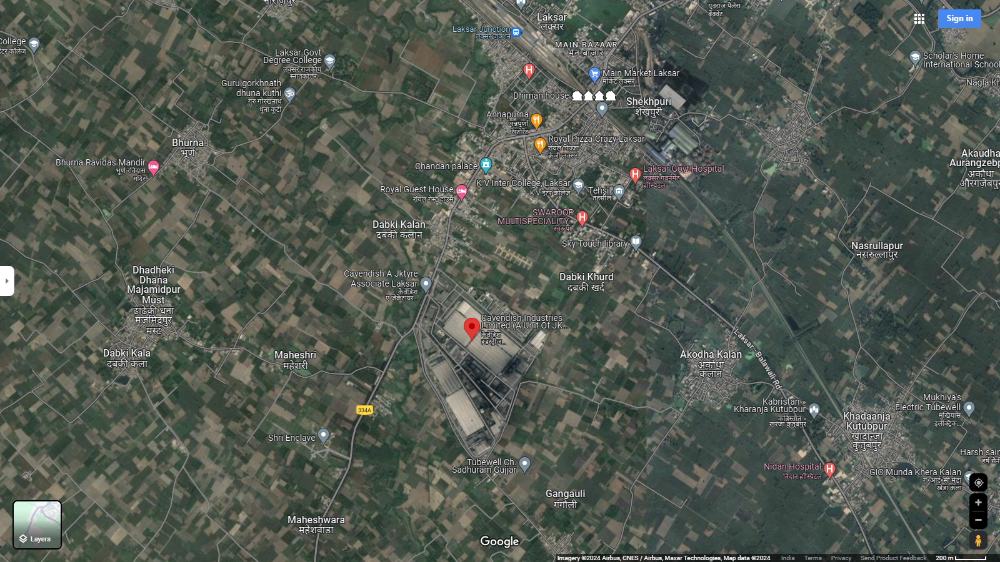 नाराज़पुर
युवराज पैलेस
बैंक्वेट
Sign in
Laksar
लक्सर
Laksar Junction
लक्सर जंक्शन
MAIN BAZAAR
मेन बाजार
College
इंटर कॉलेज
Laksar Govt
Degree College
लक्सर राजकीय
स्नातकोत्तर...
Scholar's Home
International School
Main Market Laksar
मार्केट लक्सर
Nagla Kh
Guru gorkhnath
dhuna kuthi
गुरु गोरखनाथ
धूना कूटी
Dhiman house
Shekhpuri
शेखपुरी
Annapurna
अन्नपूर्णा
रेस्टोरेंट
Royal Pizza Crazy Laksar
रॉयल पिज्जा
क्रेजी लक्सर
Bhurna
भूर्ण
Bhurna Ravidas Mandir
भूर्ण रविदास
मंदिर
Akaudha
Aurangzebp
अकौधा
औरंगज़ेबपुर
Chandan palace
Laksar Govt Hospital
लक्सर गवर्नमेंट
हॉस्पिटल
K V Inter College, Laksar
K V इंटर कॉलेज
Tehsil
तहसील
Royal Guest House
रॉयल गेस्ट हाउस
SWAROOP
MULTISPECIALITY...
स्वरूप...
Dabki Kalan
दबकी कलान
Sky Touch library
Nasrullapur
नसरुल्लापुर
Dhadheki
Dhana
Majamidpur
Must
ढाढेकी धना
मजमिदपुर
मस्ट
Cavendish A Jktyre
Associate Laksar
कैवेंडिश
ए जेकेटायर...
Dabki Khurd
दबकी खर्द
Cavendish Industries
Limited (A Unit Of JK...
कैवेंडिश
इंडस्ट्रीज...
Laksar - Balawali Rd
Dabki Kala
दबकी कला
Maheshri
महेशरी
Akodha Kalan
अकोधा
कलान
334A
Kabristan »
Kharanja Kutubpur
कब्रिस्तान »
खरंजा कुतुबपुर
Mukhiya's
Electric Tubewell
मुखियास
इलेक्ट्रिक...
Khadaanja
Kutubpur
खादान्जा
कुतुबपुर
Shri Enclave
Harsh sain
हर्ष सैनी
Tubewell Ch.
Sadhuram Gujjar
Nidan Hospital
निदान हॉस्पिटल
GIC Munda Khera Kalan
ग॰आई॰सी मुंडा
खेड़ा कला
Gangauli
गंगौली
Maheshwara
महेशवाड़ा
Layers
Google
Imagery ©2024 Airbus, CNES / Airbus, Maxar Technologies, Map data ©2024 India Terms Privacy Send Product Feedback 200 m